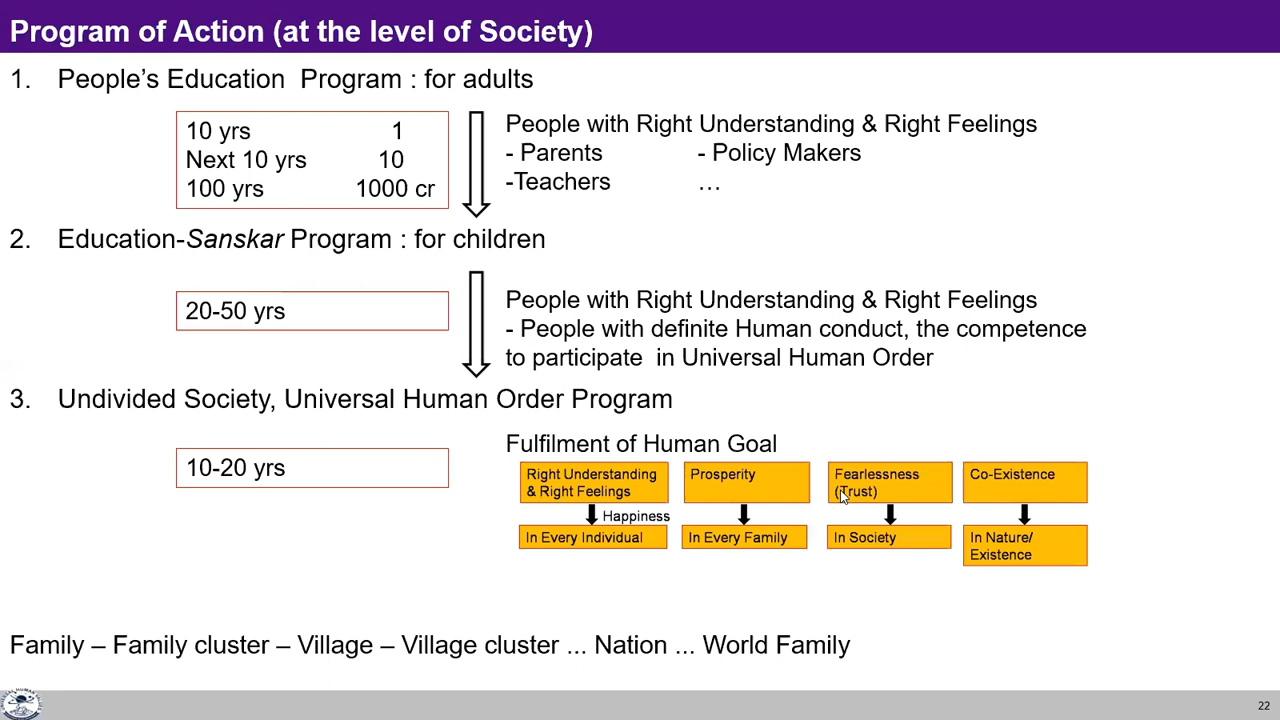 Program of Action (at the level of Society)
1. People’s Education Program : for adults
10 yrs 1
Next 10 yrs 10
100 yrs 1000 cr
People with Right Understanding & Right Feelings
- Parents - Policy Makers
-Teachers …
2. Education-Sanskar Program : for children
20-50 yrs
People with Right Understanding & Right Feelings
- People with definite Human conduct, the competence
to participate in Universal Human Order
3. Undivided Society, Universal Human Order Program
10-20 yrs
Fulfilment of Human Goal
Right Understanding
& Right Feelings
Prosperity
Fearlessness
(Trust)
Co-Existence
Happiness
In Every Individual
In Every Family
In Society
In Nature/
Existence
Family – Family cluster – Village – Village cluster ... Nation ... World Family
22